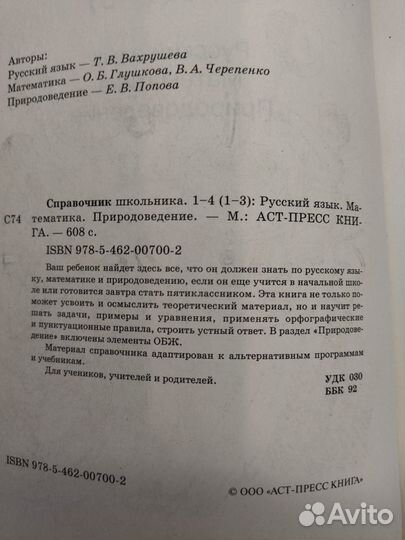 Авторы:
Русский язык — Т. В. Вахрушева
Математика — О. Б. Глушкова, В. А. Черепенко
Природоведение — Е. В. Попова
Справочник школьника. 1–4 (1–3): Русский язык. Ма-
С74 тематика. Природоведение. — М.: АСТ-ПРЕСС КНИ-
ГА. — 608 с.
ISBN 978-5-462-00700-2
Ваш ребенок найдет здесь все, что он должен знать по русскому язы-
ку, математике и природоведению, если он еще учится в начальной шко-
ле или готовится завтра стать пятиклассником. Эта книга не только по-
может усвоить и осмыслить теоретический материал, но и научит ре-
шать задачи, примеры и уравнения, применять орфографические
и пунктуационные правила, строить устный ответ. В раздел «Природове-
дение» включены элементы ОБЖ.
Материал справочника адаптирован к альтернативным программам
и учебникам.
Для учеников, учителей и родителей.
УДК 030
ББК 92
ISBN 978-5-462-00700-2
© ООО «АСТ-ПРЕСС КНИГА»
Avito